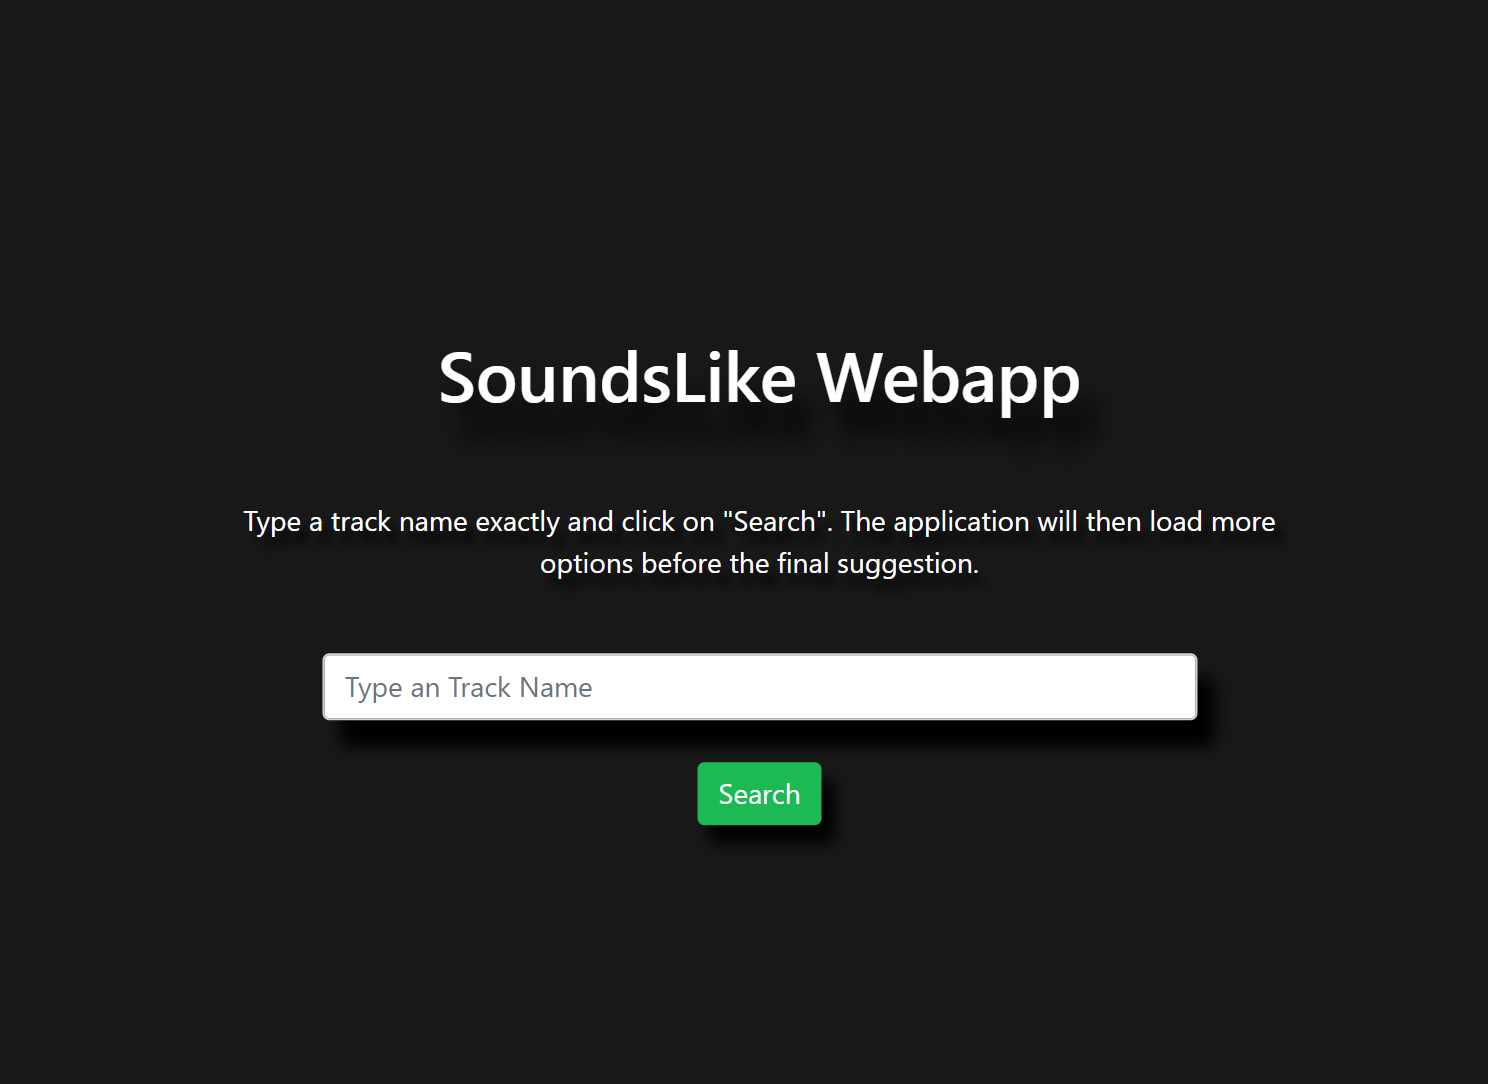 SoundsLike Webapp
Type a track name exactly and click on "Search". The application will then load more
options before the final suggestion.
Type an Track Name
Search